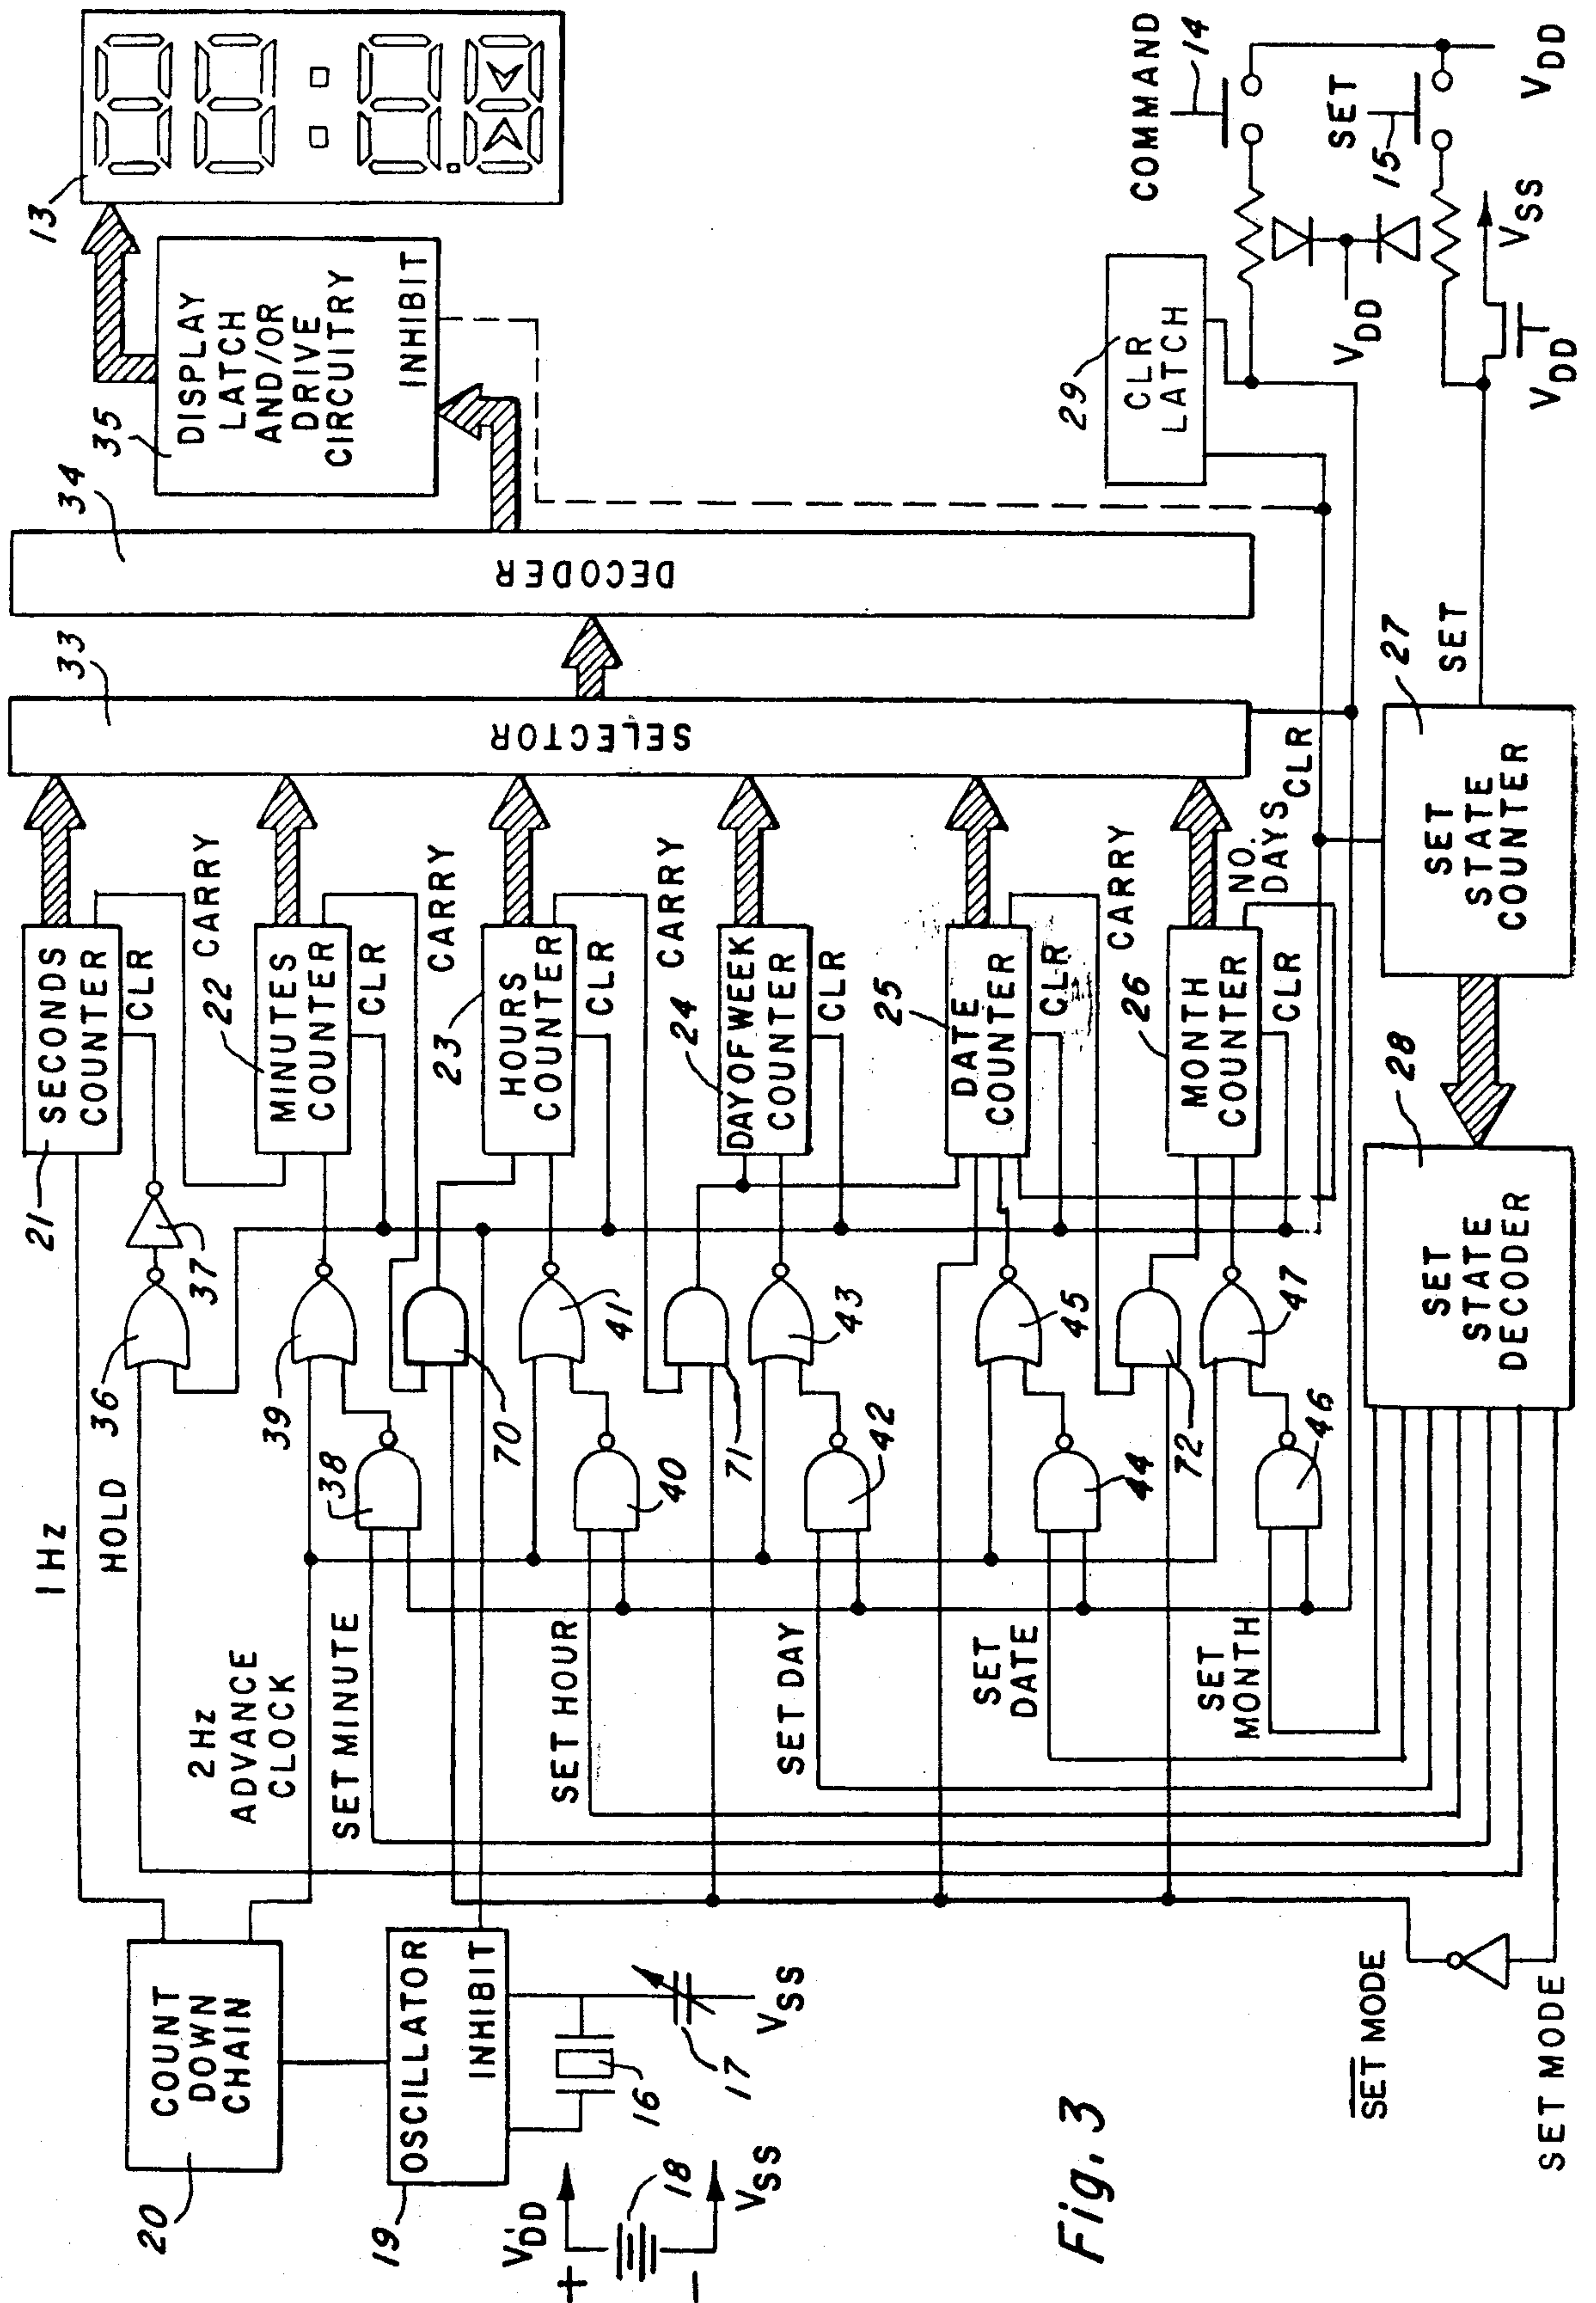 13
35
DISPLAY
LATCH
AND/OR
DRIVE
CIRCUITRY
INHIBIT
34
DECODER
33
SELECTOR
COMMAND
14
SET
15
VDD
VDD
VSS
VDD
29
CLR
LATCH
21
SECONDS
COUNTER
CLR
CARRY
22
MINUTES
COUNTER
CLR
CARRY
23
HOURS
COUNTER
CLR
CARRY
24
DAY OF WEEK
COUNTER
CLR
25
DATE
COUNTER
CLR
CARRY
26
MONTH
COUNTER
CLR
NO.
DAYS
CLR
27
SET
SET
STATE
COUNTER
28
SET
STATE
DECODER
1Hz
HOLD
36
37
2Hz
ADVANCE
CLOCK
39
38
SET MINUTE
70
41
40
SET HOUR
71
43
42
SET DAY
45
44
SET
DATE
72
47
46
SET
MONTH
20
COUNT
DOWN
CHAIN
19
OSCILLATOR
INHIBIT
16
17
VSS
VDD
+
18
-
VSS
S̅E̅T̅ MODE
SET MODE
Fig. 3